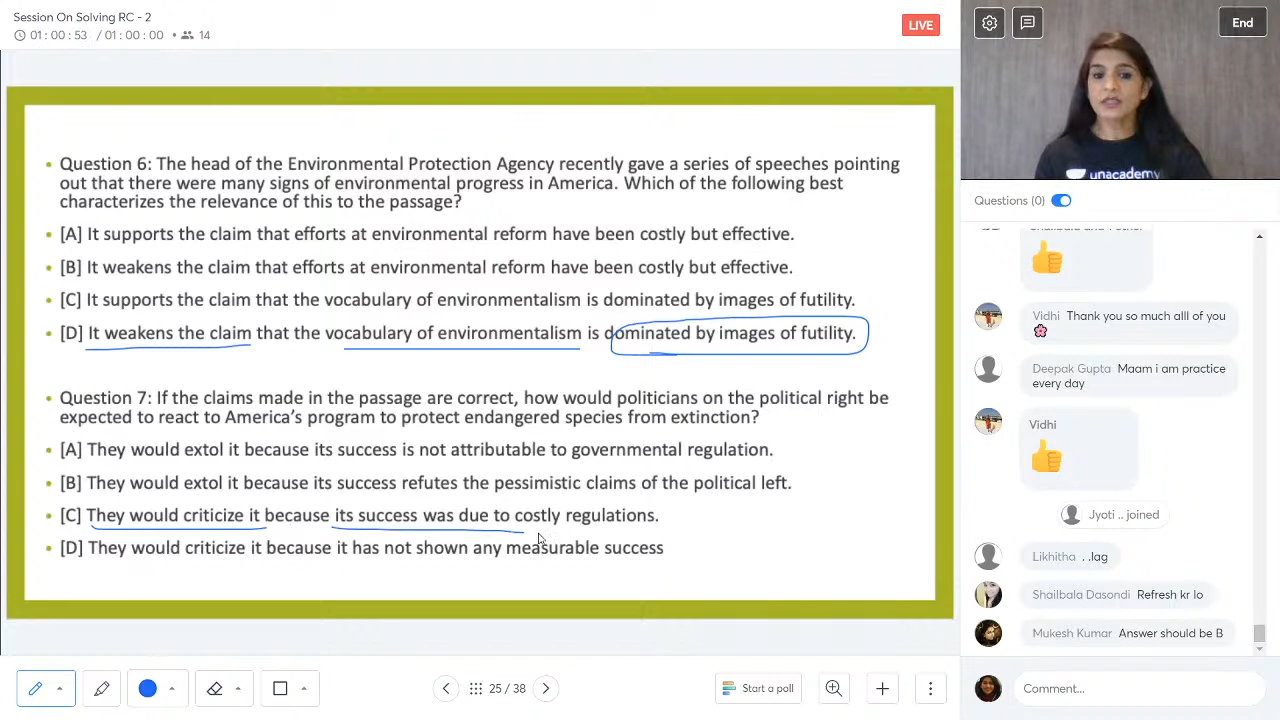 Session On Solving RC - 2
01:00:53 / 01:00:00 • 14
LIVE
End
unacademy
• Question 6: The head of the Environmental Protection Agency recently gave a series of speeches pointing
out that there were many signs of environmental progress in America. Which of the following best
characterizes the relevance of this to the passage?
• [A] It supports the claim that efforts at environmental reform have been costly but effective.
• [B] It weakens the claim that efforts at environmental reform have been costly but effective.
• [C] It supports the claim that the vocabulary of environmentalism is dominated by images of futility.
• [D] It weakens the claim that the vocabulary of environmentalism is dominated by images of futility.
• Question 7: If the claims made in the passage are correct, how would politicians on the political right be
expected to react to America's program to protect endangered species from extinction?
• [A] They would extol it because its success is not attributable to governmental regulation.
• [B] They would extol it because its success refutes the pessimistic claims of the political left.
• [C] They would criticize it because its success was due to costly regulations.
• [D] They would criticize it because it has not shown any measurable success
Questions (0)
Vidhi Thank you so much alll of you
Deepak Gupta Maam i am practice
every day
Vidhi
Jyoti .. joined
Likhitha . .lag
Shailbala Dasondi Refresh kr lo
Mukesh Kumar Answer should be B
25 / 38
Start a poll
Comment...